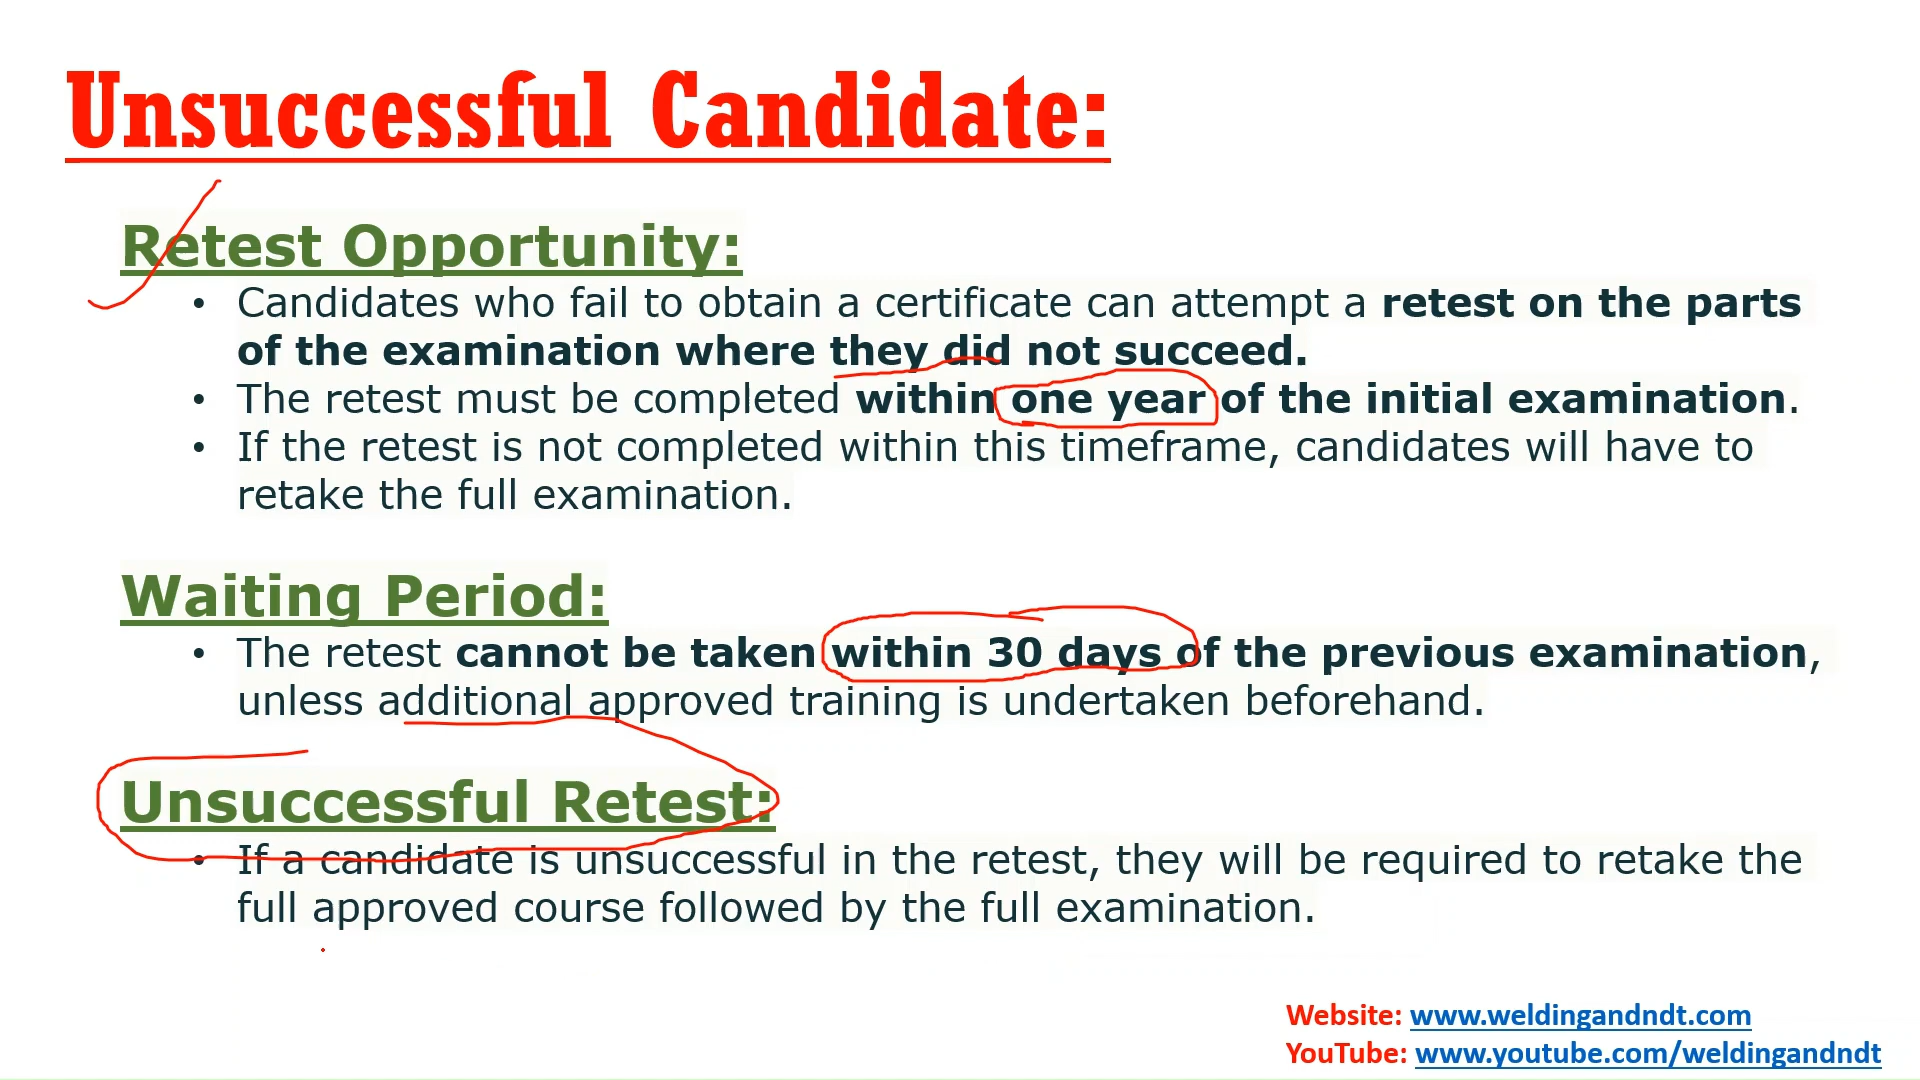 Unsuccessful Candidate:
Retest Opportunity:
• Candidates who fail to obtain a certificate can attempt a retest on the parts
of the examination where they did not succeed.
• The retest must be completed within one year of the initial examination.
• If the retest is not completed within this timeframe, candidates will have to
retake the full examination.
Waiting Period:
• The retest cannot be taken within 30 days of the previous examination,
unless additional approved training is undertaken beforehand.
Unsuccessful Retest:
• If a candidate is unsuccessful in the retest, they will be required to retake the
full approved course followed by the full examination.
Website: www.weldingandndt.com
YouTube: www.youtube.com/weldingandndt